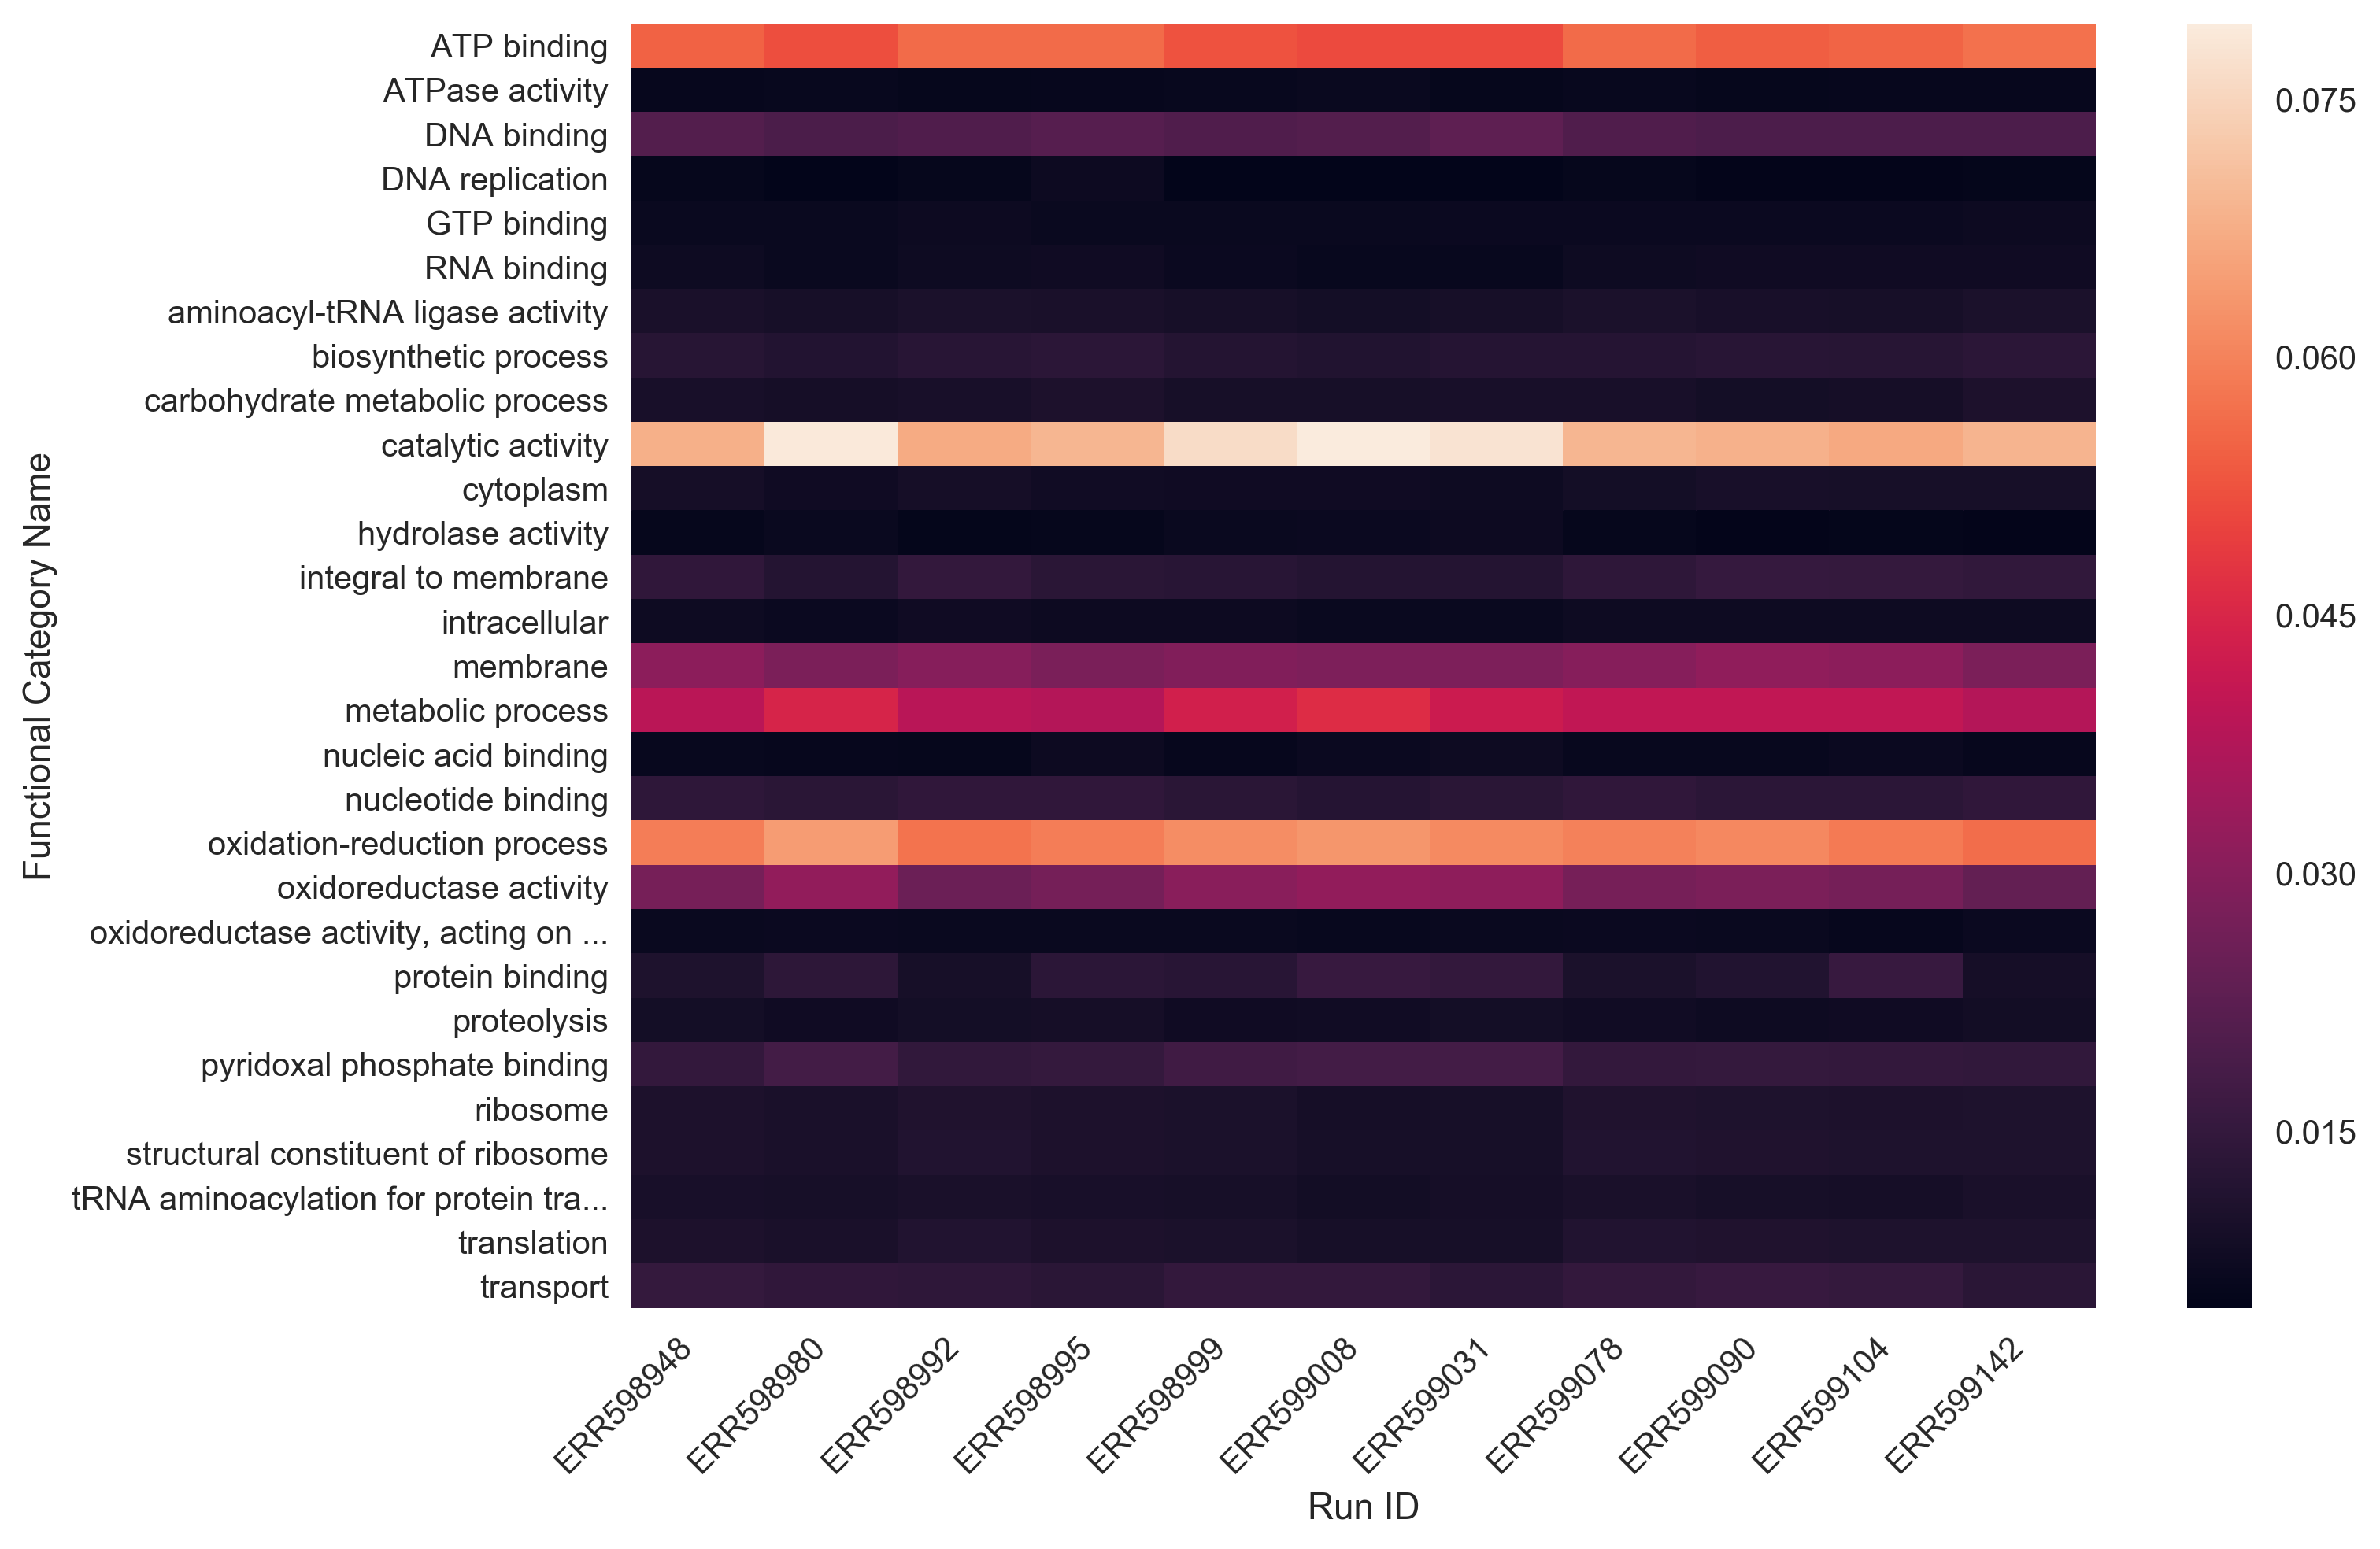 Functional Category Name
ATP binding
ATPase activity
DNA binding
DNA replication
GTP binding
RNA binding
aminoacyl-tRNA ligase activity
biosynthetic process
carbohydrate metabolic process
catalytic activity
cytoplasm
hydrolase activity
integral to membrane
intracellular
membrane
metabolic process
nucleic acid binding
nucleotide binding
oxidation-reduction process
oxidoreductase activity
oxidoreductase activity, acting on ...
protein binding
proteolysis
pyridoxal phosphate binding
ribosome
structural constituent of ribosome
tRNA aminoacylation for protein tra...
translation
transport
ERR598948
ERR598980
ERR598992
ERR598995
ERR598999
ERR599008
ERR599031
ERR599078
ERR599090
ERR599104
ERR599142
Run ID
0.075
0.060
0.045
0.030
0.015